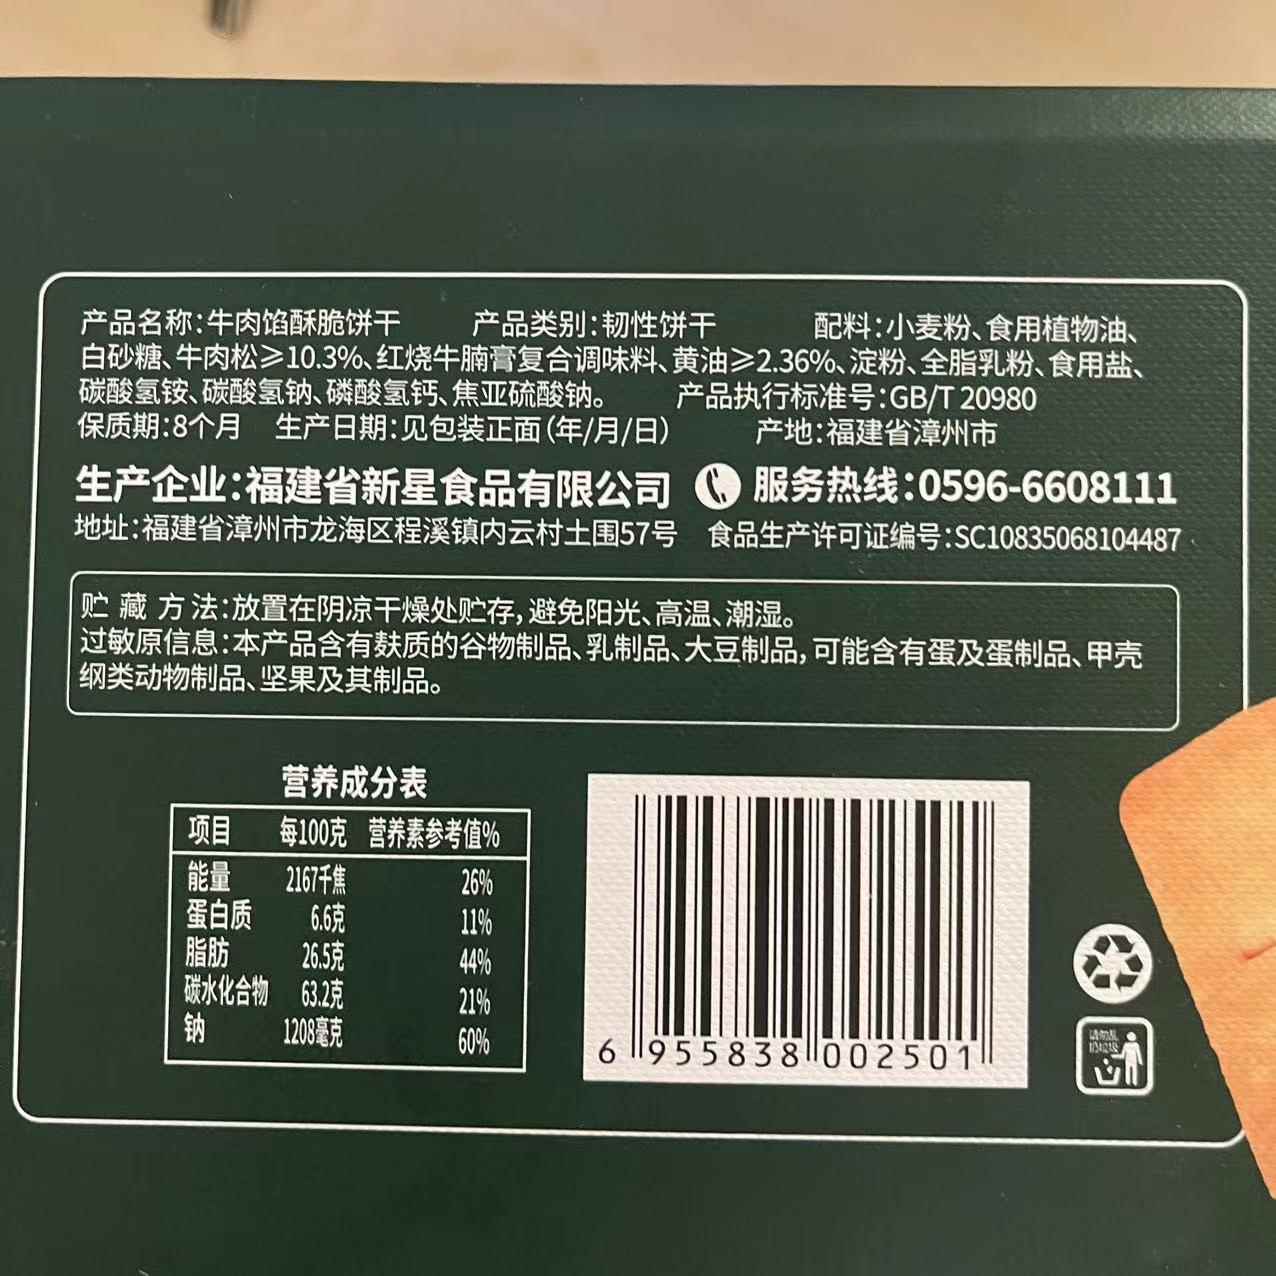 产品名称:牛肉馅酥脆饼干 产品类别:韧性饼干 配料:小麦粉、食用植物油、
白砂糖、牛肉松≥10.3%、红烧牛腩膏复合调味料、黄油≥2.36%、淀粉、全脂乳粉、食用盐、
碳酸氢铵、碳酸氢钠、磷酸氢钙、焦亚硫酸钠。 产品执行标准号:GB/T 20980
保质期:8个月 生产日期:见包装正面(年/月/日) 产地:福建省漳州市
生产企业:福建省新星食品有限公司 服务热线:0596-6608111
地址:福建省漳州市龙海区程溪镇内云村土围57号 食品生产许可证编号:SC10835068104487
贮藏方法:放置在阴凉干燥处贮存,避免阳光、高温、潮湿。
过敏原信息:本产品含有麸质的谷物制品、乳制品、大豆制品,可能含有蛋及蛋制品、甲壳
纲类动物制品、坚果及其制品。
营养成分表
项目 每100克 营养素参考值%
能量 2167千焦 26%
蛋白质 6.6克 11%
脂肪 26.5克 44%
碳水化合物 63.2克 21%
钠 1208毫克 60%
6 955838 002501
请勿乱
扔垃圾